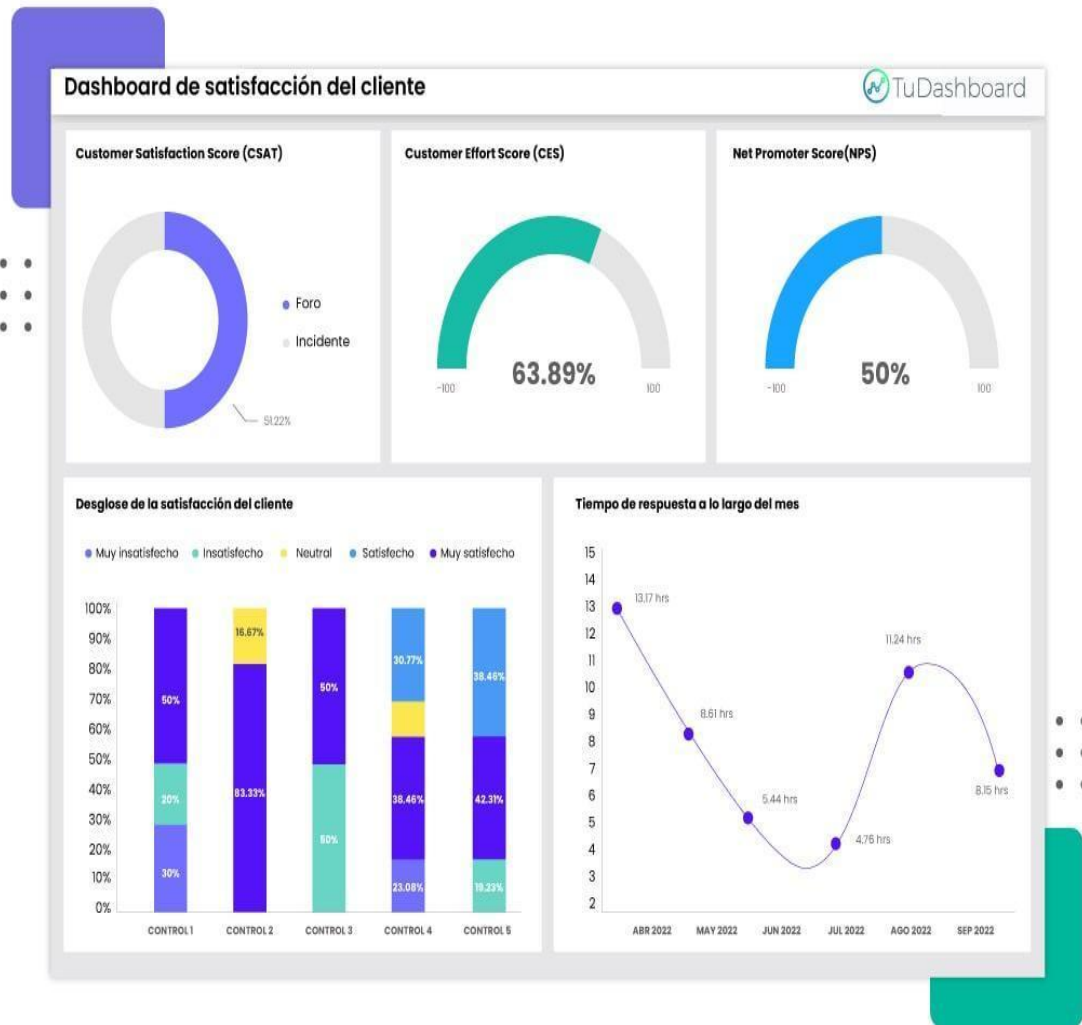 Dashboard de satisfacción del cliente
TuDashboard
Customer Satisfaction Score (CSAT)
Foro
Incidente
51.22%
Customer Effort Score (CES)
63.89%
-100
100
Net Promoter Score(NPS)
50%
-100
100
Desglose de la satisfacción del cliente
Muy insatisfecho Insatisfecho Neutral Satisfecho Muy satisfecho
100%
90%
80%
70%
60%
50%
40%
30%
20%
10%
0%
50%
20%
30%
16.67%
83.33%
50%
50%
30.77%
38.46%
23.08%
38.46%
42.31%
19.23%
CONTROL 1 CONTROL 2 CONTROL 3 CONTROL 4 CONTROL 5
Tiempo de respuesta a lo largo del mes
15
14
13
12
11
10
9
8
7
6
5
4
3
2
13.17 hrs
8.61 hrs
5.44 hrs
4.76 hrs
11.24 hrs
8.15 hrs
ABR 2022 MAY 2022 JUN 2022 JUL 2022 AGO 2022 SEP 2022